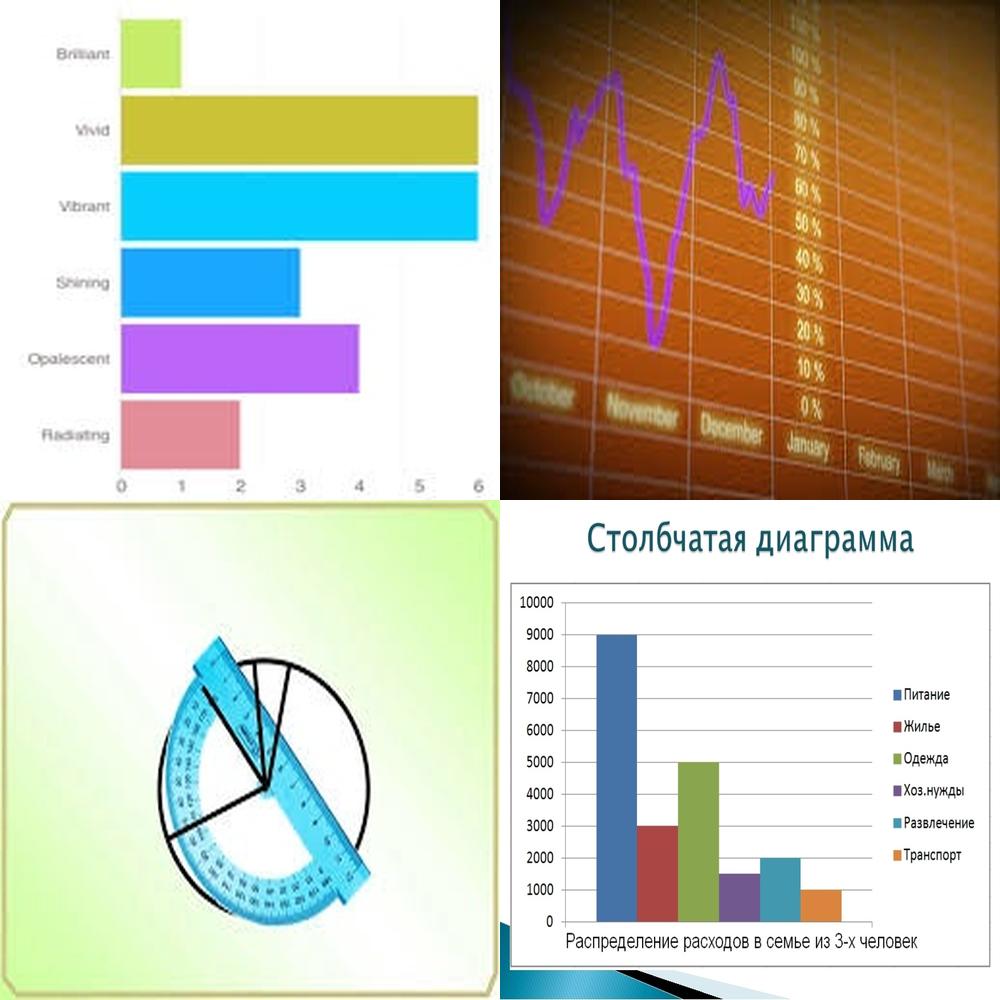 Brilliant
Vivid
Vibrant
Shining
Opalescent
Radiating
0 1 2 3 4 5 6
100 %
90 %
80 %
70 %
60 %
50 %
40 %
30 %
20 %
10 %
0 %
October November December January February March
Столбчатая диаграмма
10000
9000
8000
7000
6000
5000
4000
3000
2000
1000
0
Питание
Жилье
Одежда
Хоз.нужды
Развлечение
Транспорт
Распределение расходов в семье из 3-х человек